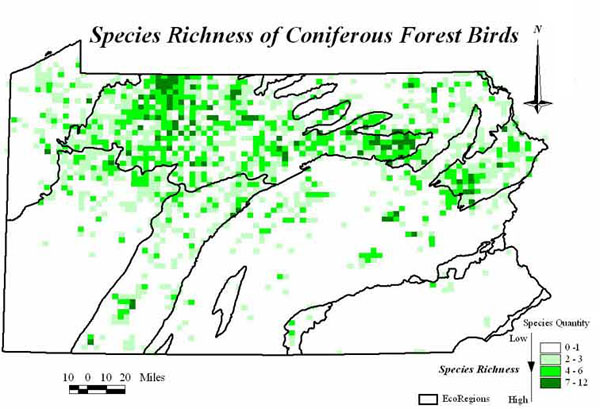 Species Richness of Coniferous Forest Birds
N
Species Quantity
Low
0 -1
2 - 3
4 - 6
Species Richness
7 - 12
High
EcoRegions
10 0 10 20 Miles